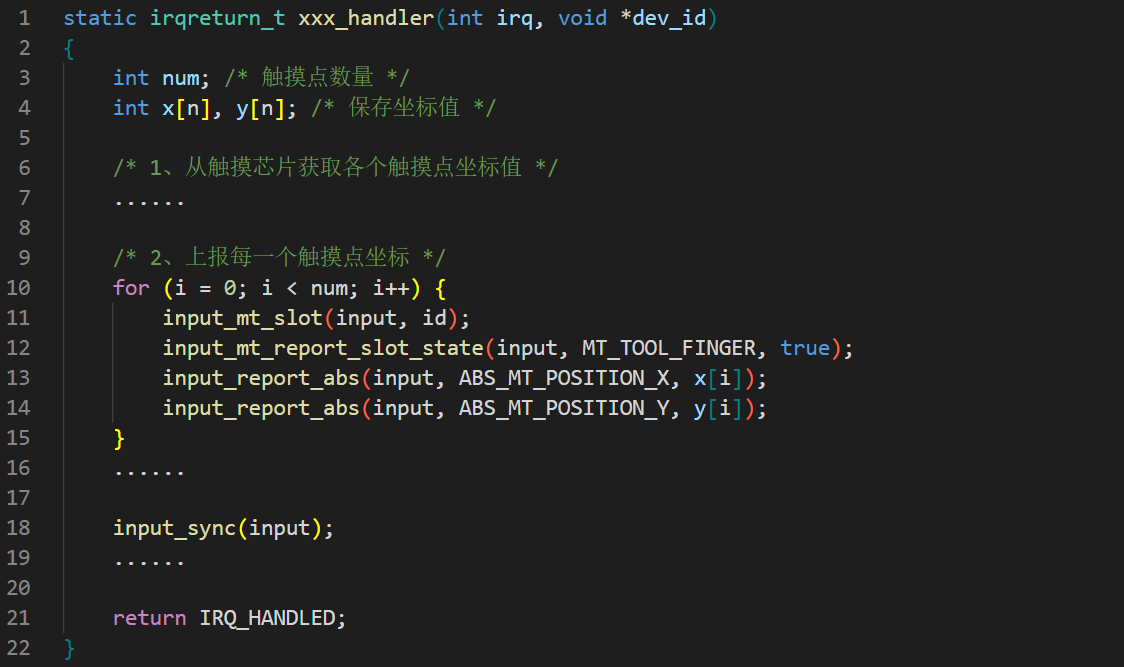 1 static irqreturn_t xxx_handler(int irq, void *dev_id)
2 {
3     int num; /* 触摸点数量 */
4     int x[n], y[n]; /* 保存坐标值 */
5
6     /* 1、从触摸芯片获取各个触摸点坐标值 */
7     ......
8
9     /* 2、上报每一个触摸点坐标 */
10     for (i = 0; i < num; i++) {
11         input_mt_slot(input, id);
12         input_mt_report_slot_state(input, MT_TOOL_FINGER, true);
13         input_report_abs(input, ABS_MT_POSITION_X, x[i]);
14         input_report_abs(input, ABS_MT_POSITION_Y, y[i]);
15     }
16     ......
17
18     input_sync(input);
19     ......
20
21     return IRQ_HANDLED;
22 }